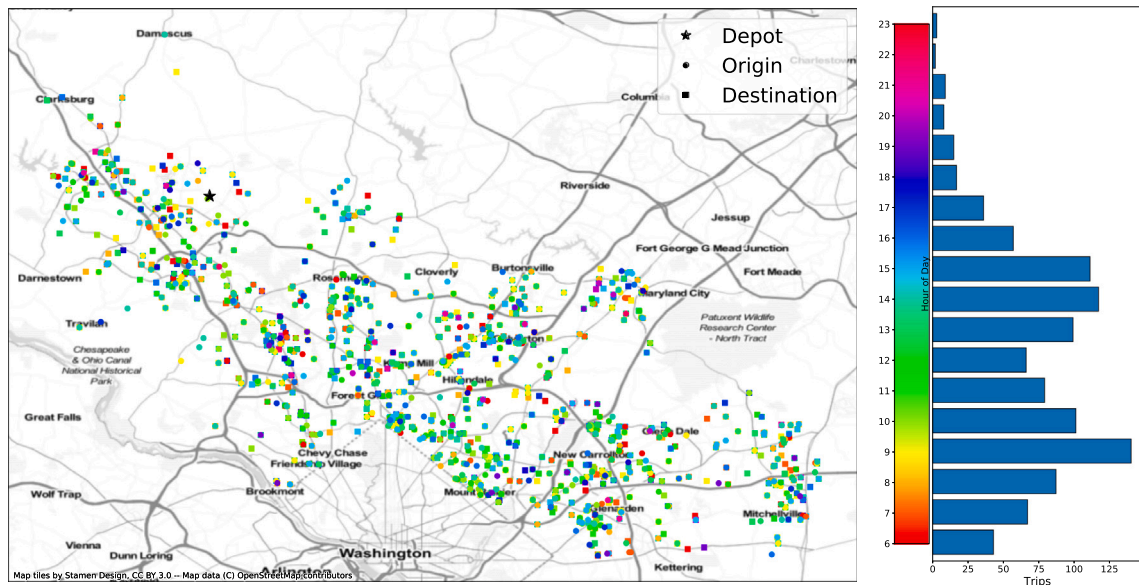 Damascus
Depot
Origin
Destination
Charlestown
Clarksburg
Columbia
Riverside
Jessup
Fort George G Mead Junction
Darnestown
Cloverly
Burtonsville
Fort Meade
Maryland City
Travilah
Patuxent Wildlife
Research Center
- North Tract
Chesapeake
& Ohio Canal
National Historical
Park
Hillandale
Great Falls
Glenn Dale
Chevy Chase
Friendship Village
New Carrollton
Wolf Trap
Brookmont
Glenarden
Mitchellville
Vienna
Dunn Loring
Washington
Arlington
Kettering
Map tiles by Stamen Design, CC BY 3.0 -- Map data (C) OpenStreetMap contributors
23
22
21
20
19
18
17
16
15
14
13
12
11
10
9
8
7
6
Hour of Day
0
25
50
75
100
125
Trips